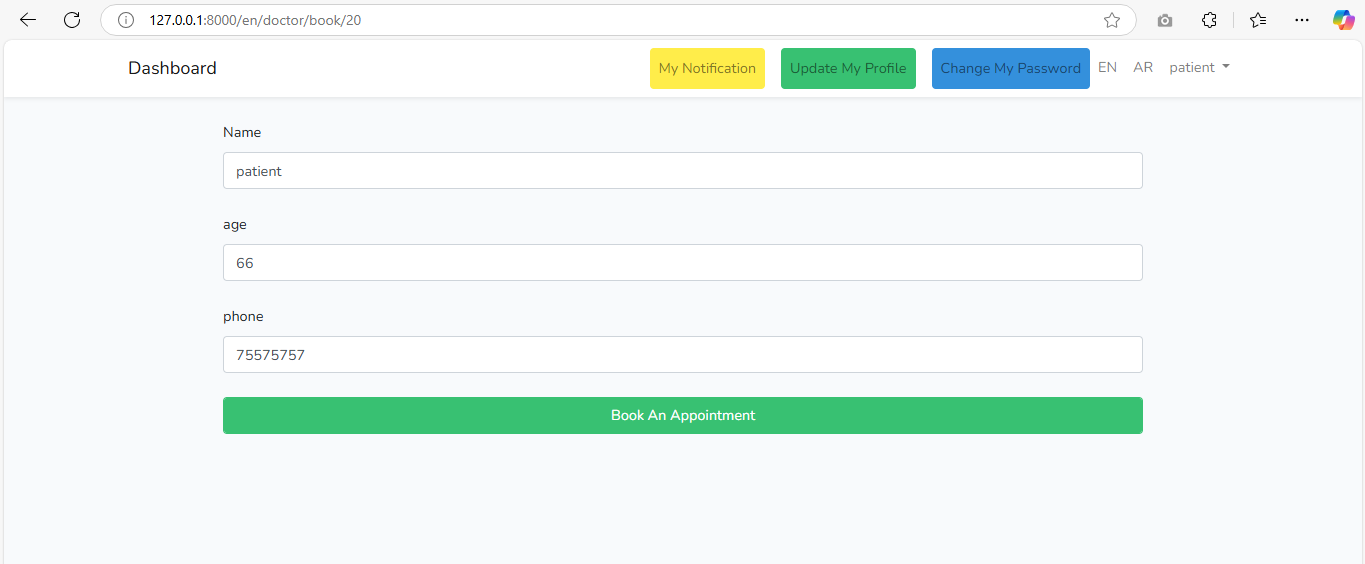 127.0.0.1:8000/en/doctor/book/20
Dashboard My Notification Update My Profile Change My Password EN AR patient
Name
patient
age
66
phone
75575757
Book An Appointment